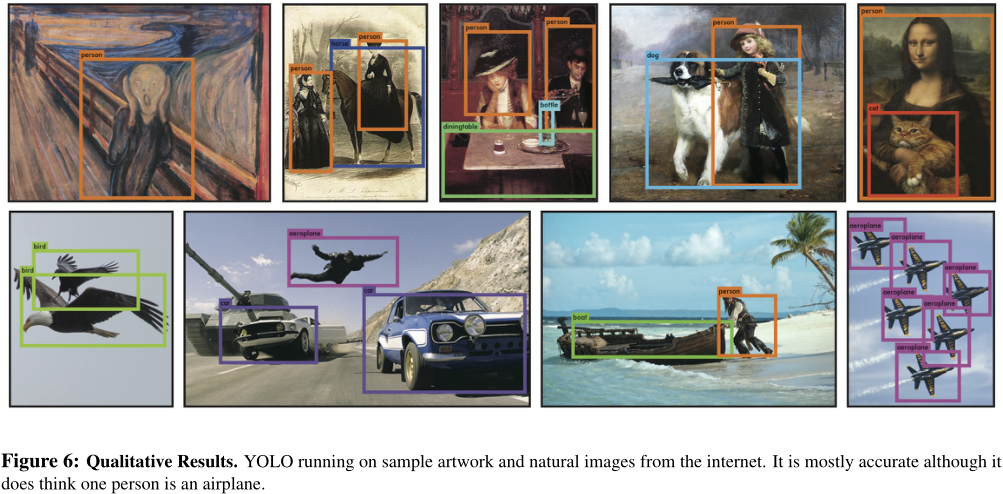 person
person
horse
person
person
person
bottle
diningtable
person
dog
person
cat
bird
bird
aeroplane
car
car
person
boat
aeroplane
aeroplane
aeroplane
aeroplane
aeroplane
aeroplane
Figure 6: Qualitative Results. YOLO running on sample artwork and natural images from the internet. It is mostly accurate although it
does think one person is an airplane.